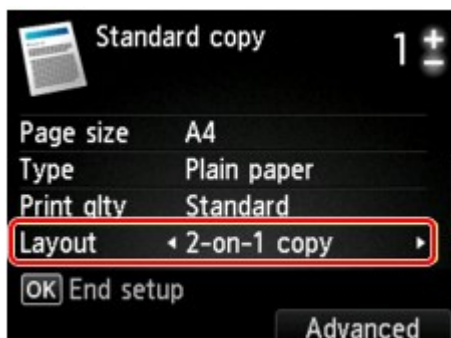 Standard copy 1
Page size A4
Type Plain paper
Print qlty Standard
Layout 2-on-1 copy
OK End setup
Advanced